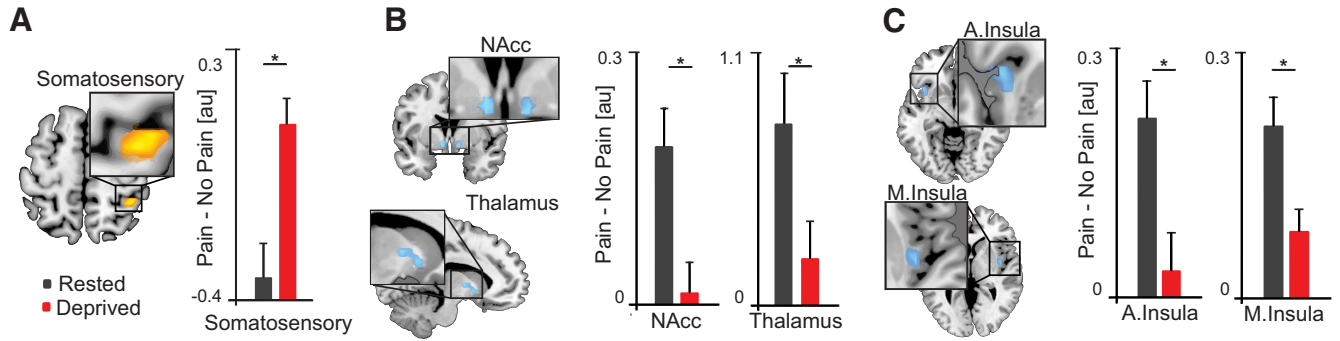 A
Somatosensory
Rested
Deprived
Pain - No Pain [au]
0.3
*
-0.4
Somatosensory
B
NAcc
Thalamus
Pain - No Pain [au]
0.3
*
0
NAcc
1.1
*
0
Thalamus
C
A.Insula
M.Insula
Pain - No Pain [au]
0.3
*
0
A.Insula
0.3
*
0
M.Insula